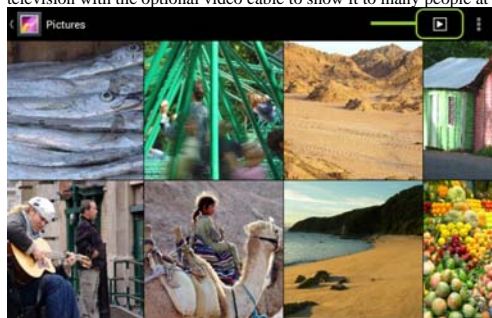 television with the optional video cable to show it to many people at
Pictures